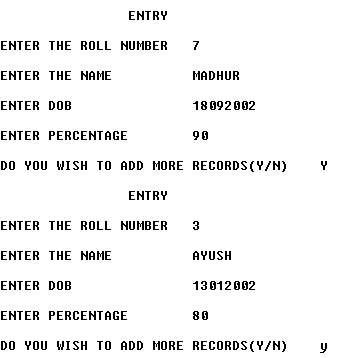 ENTRY
ENTER THE ROLL NUMBER 7
ENTER THE NAME MADHUR
ENTER DOB 18092002
ENTER PERCENTAGE 90
DO YOU WISH TO ADD MORE RECORDS(Y/N) Y
ENTRY
ENTER THE ROLL NUMBER 3
ENTER THE NAME AYUSH
ENTER DOB 13012002
ENTER PERCENTAGE 80
DO YOU WISH TO ADD MORE RECORDS(Y/N) y